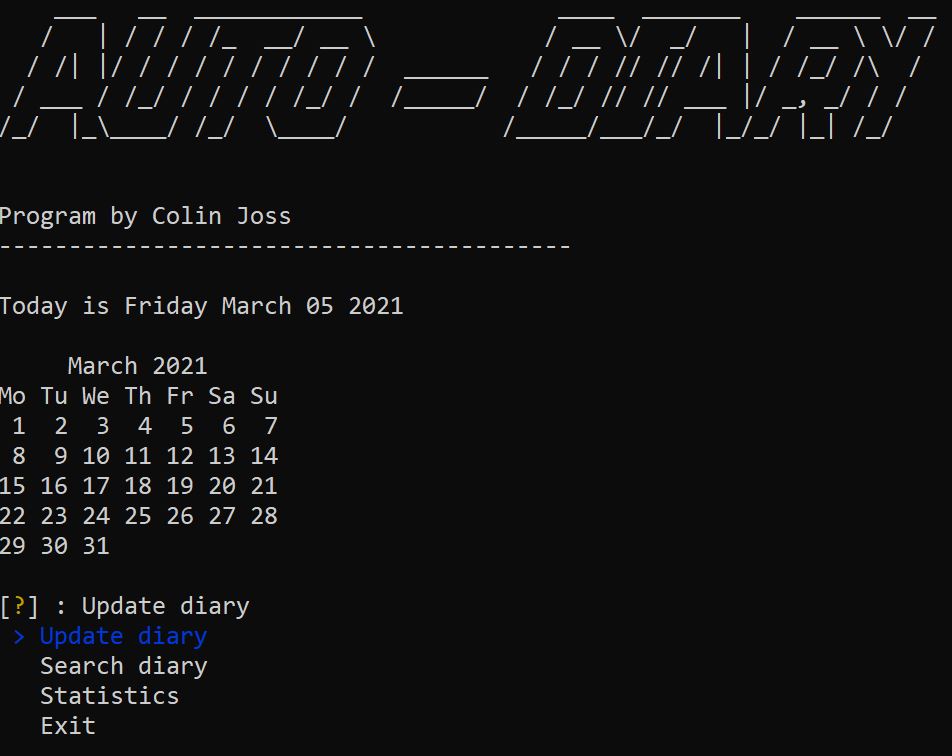 AUTO - DIARY
Program by Colin Joss
-----------------------------------------
Today is Friday March 05 2021
March 2021
Mo Tu We Th Fr Sa Su
1 2 3 4 5 6 7
8 9 10 11 12 13 14
15 16 17 18 19 20 21
22 23 24 25 26 27 28
29 30 31
[?] : Update diary
> Update diary
Search diary
Statistics
Exit